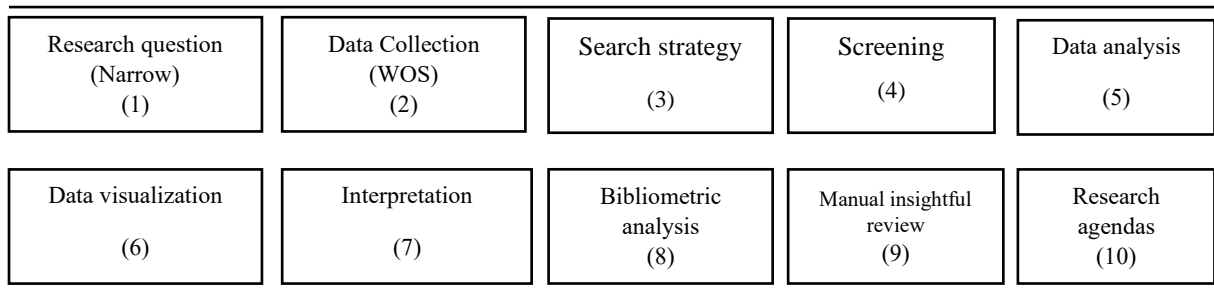 Research question
(Narrow)
(1)
Data Collection
(WOS)
(2)
Search strategy
(3)
Screening
(4)
Data analysis
(5)
Data visualization
(6)
Interpretation
(7)
Bibliometric
analysis
(8)
Manual insightful
review
(9)
Research
agendas
(10)